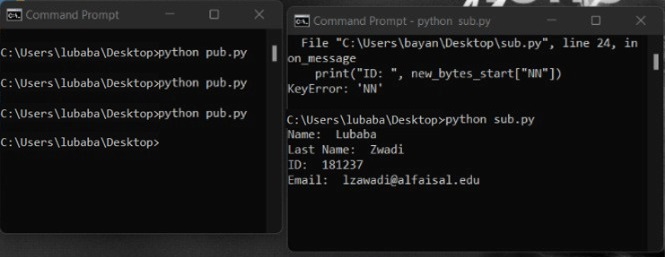 Command Prompt
C:\Users\lubaba\Desktop>python pub.py
C:\Users\lubaba\Desktop>python pub.py
C:\Users\lubaba\Desktop>python pub.py
C:\Users\lubaba\Desktop>
Command Prompt - python sub.py
File "C:\Users\bayan\Desktop\sub.py", line 24, in
on_message
print("ID: ", new_bytes_start["NN"])
KeyError: 'NN'
C:\Users\lubaba\Desktop>python sub.py
Name:  Lubaba
Last Name:  Zwadi
ID:  181237
Email:  lzawadi@alfaisal.edu